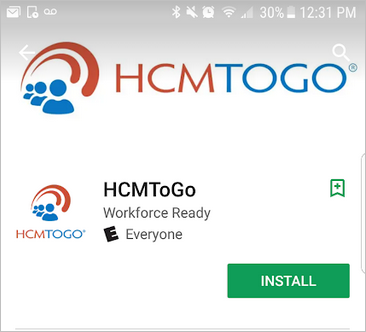 30% 12:31 PM
HCMTOGO®
HCMToGo
Workforce Ready
E Everyone
HCMTOGO®
INSTALL